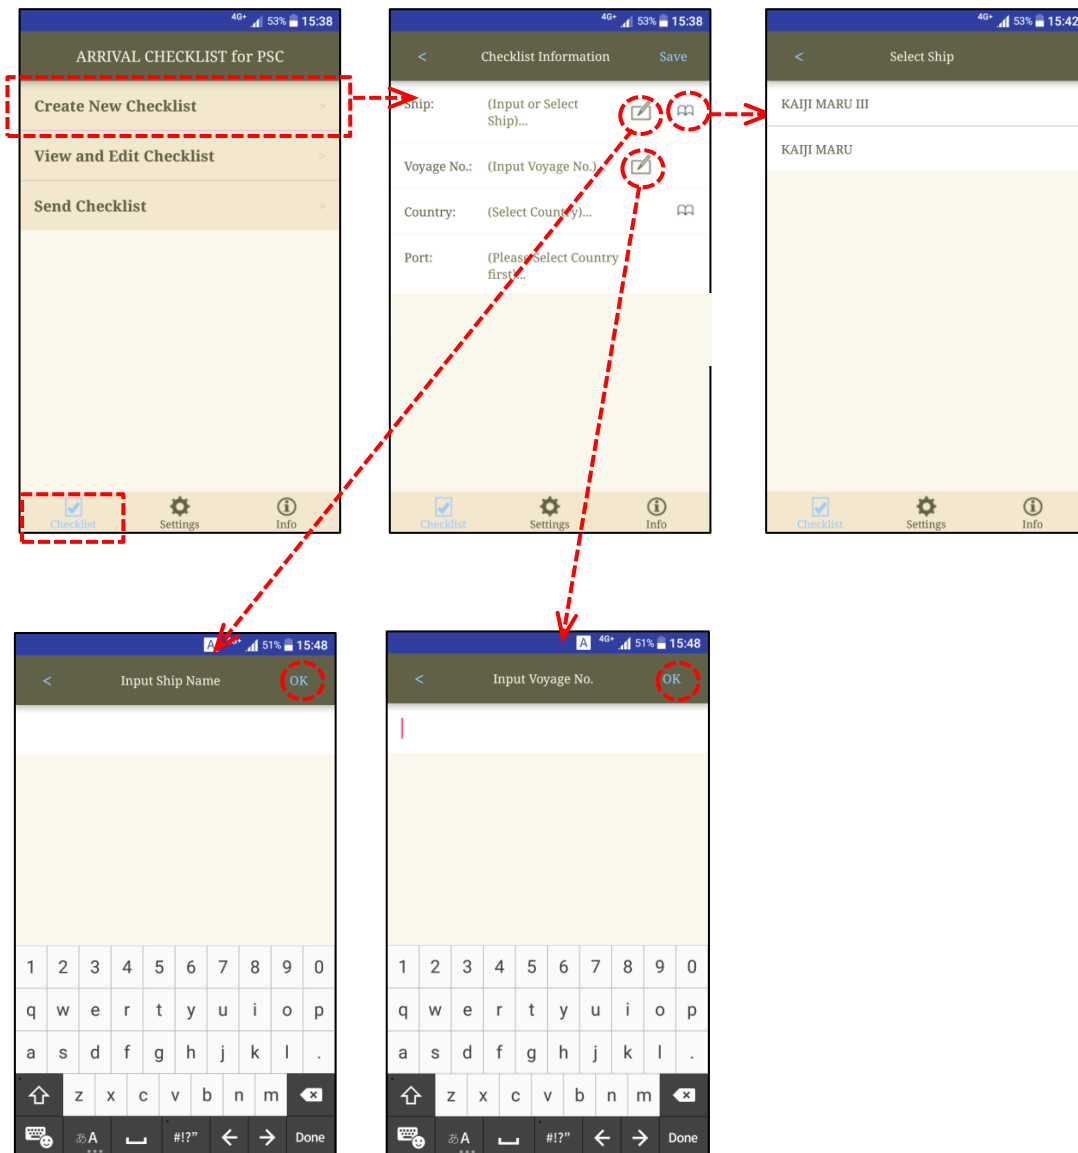 4G+ 53% 15:38
ARRIVAL CHECKLIST for PSC
Create New Checklist >
View and Edit Checklist >
Send Checklist >
Checklist Settings Info
4G+ 53% 15:38
< Checklist Information Save
Ship: (Input or Select
Ship)...
Voyage No.: (Input Voyage No.)...
Country: (Select Country)...
Port: (Please Select Country
first)...
Checklist Settings Info
4G+ 53% 15:42
< Select Ship
KAIJI MARU III
KAIJI MARU
Checklist Settings Info
A 4G+ 51% 15:48
< Input Ship Name OK
1 2 3 4 5 6 7 8 9 0
q w e r t y u i o p
a s d f g h j k l .
z x c v b n m
あA #!?” ← → Done
A 4G+ 51% 15:48
< Input Voyage No. OK
1 2 3 4 5 6 7 8 9 0
q w e r t y u i o p
a s d f g h j k l .
z x c v b n m
あA #!?” ← → Done